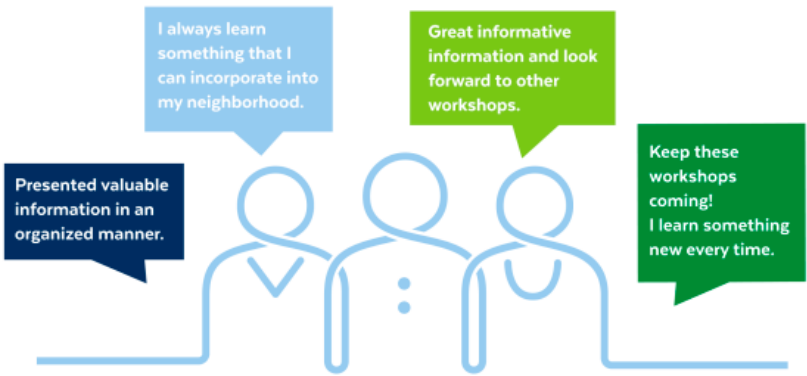 I always learn
something that I
can incorporate into
my neighborhood.
Great informative
information and look
forward to other
workshops.
Presented valuable
information in an
organized manner.
Keep these
workshops
coming!
I learn something
new every time.